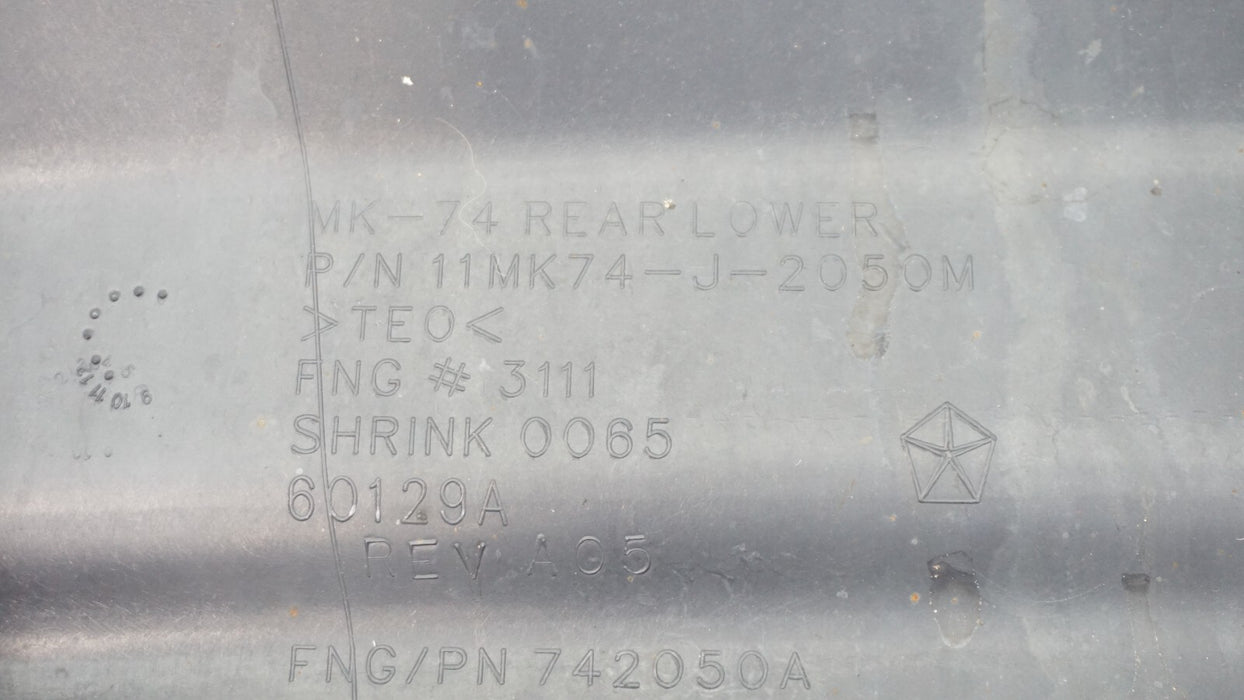 MK-74 REAR LOWER
P/N 11MK74-J-2050M
>TEO<
FNG # 3111
SHRINK 0065
60129A
REV A05
FNG/PN 742050A